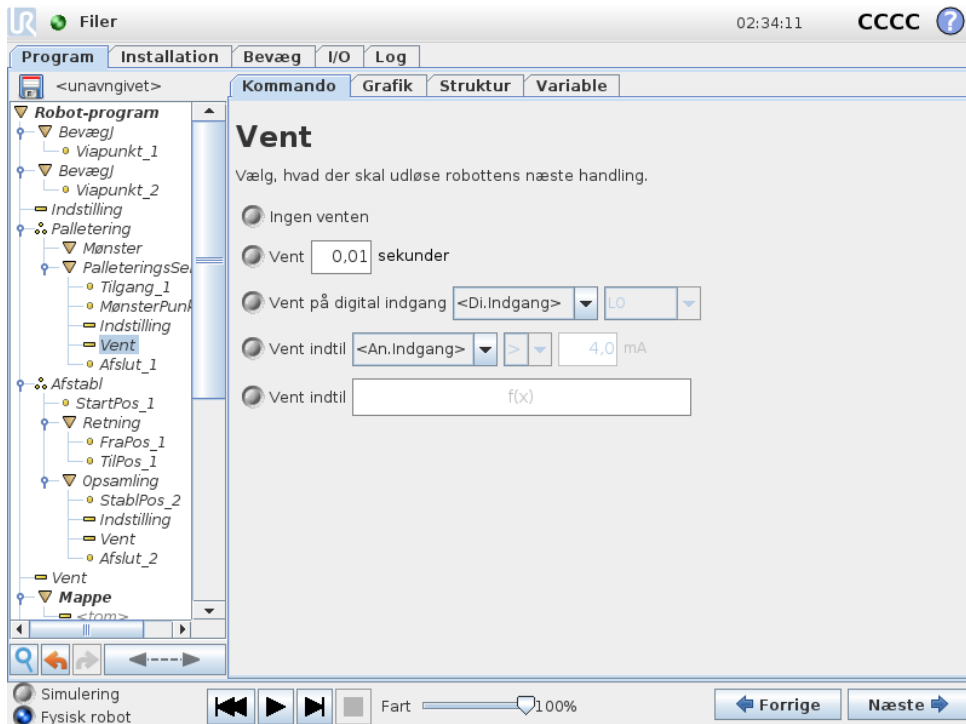 UR Filer 02:34:11 CCCC ?
Program Installation Bevæg I/O Log
<unavngivet> Kommando Grafik Struktur Variable
Robot-program
BevægJ
Viapunkt_1
BevægJ
Viapunkt_2
Indstilling
Palletering
Mønster
PalleteringsSe
Tilgang_1
MønsterPunk
Indstilling
Vent
Afslut_1
Afstabl
StartPos_1
Retning
FraPos_1
TilPos_1
Opsamling
StablPos_2
Indstilling
Vent
Afslut_2
Vent
Mappe
<tom>
Vent
Vælg, hvad der skal udløse robottens næste handling.
Ingen venten
Vent 0,01 sekunder
Vent på digital indgang <Di.Indgang> LO
Vent indtil <An.Indgang> > 4,0 mA
Vent indtil f(x)
Simulering
Fysisk robot
Fart 100%
Forrige Næste